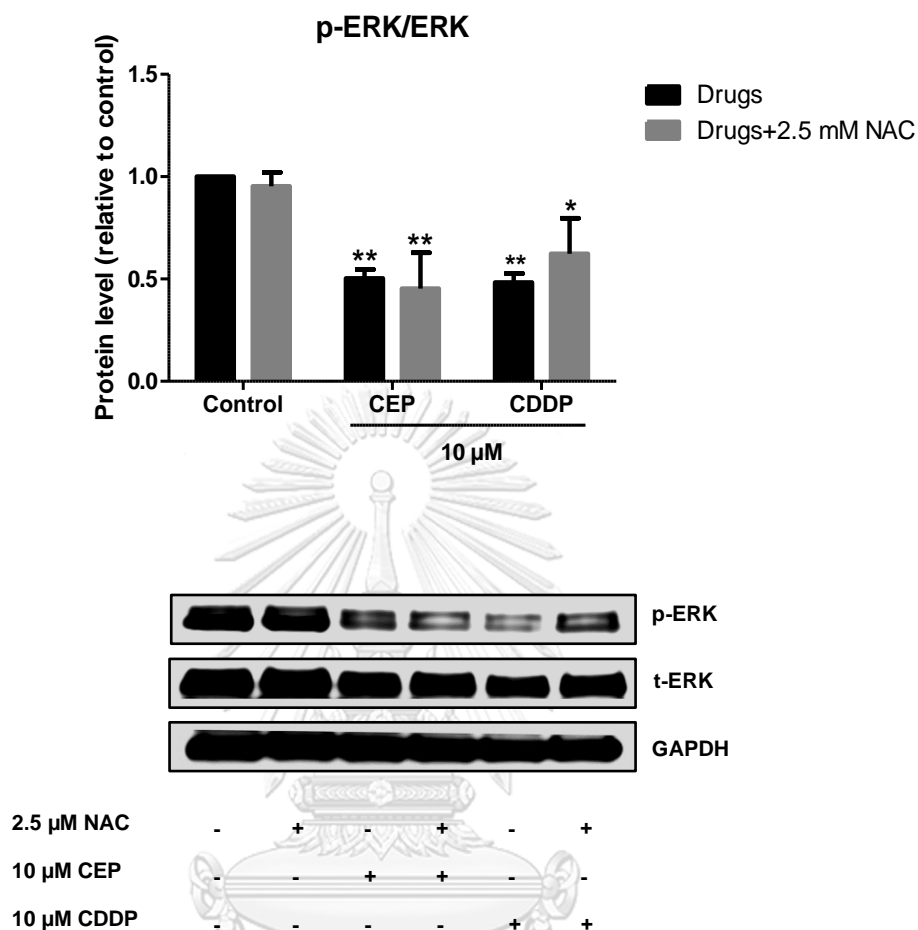 p-ERK/ERK
Protein level (relative to control)
1.5
1.0
0.5
0.0
** ** ** *
Drugs
Drugs+2.5 mM NAC
Control CEP CDDP
10 µM
p-ERK
t-ERK
GAPDH
2.5 µM NAC - + - + - +
10 µM CEP - - + + - -
10 µM CDDP - - - - + +